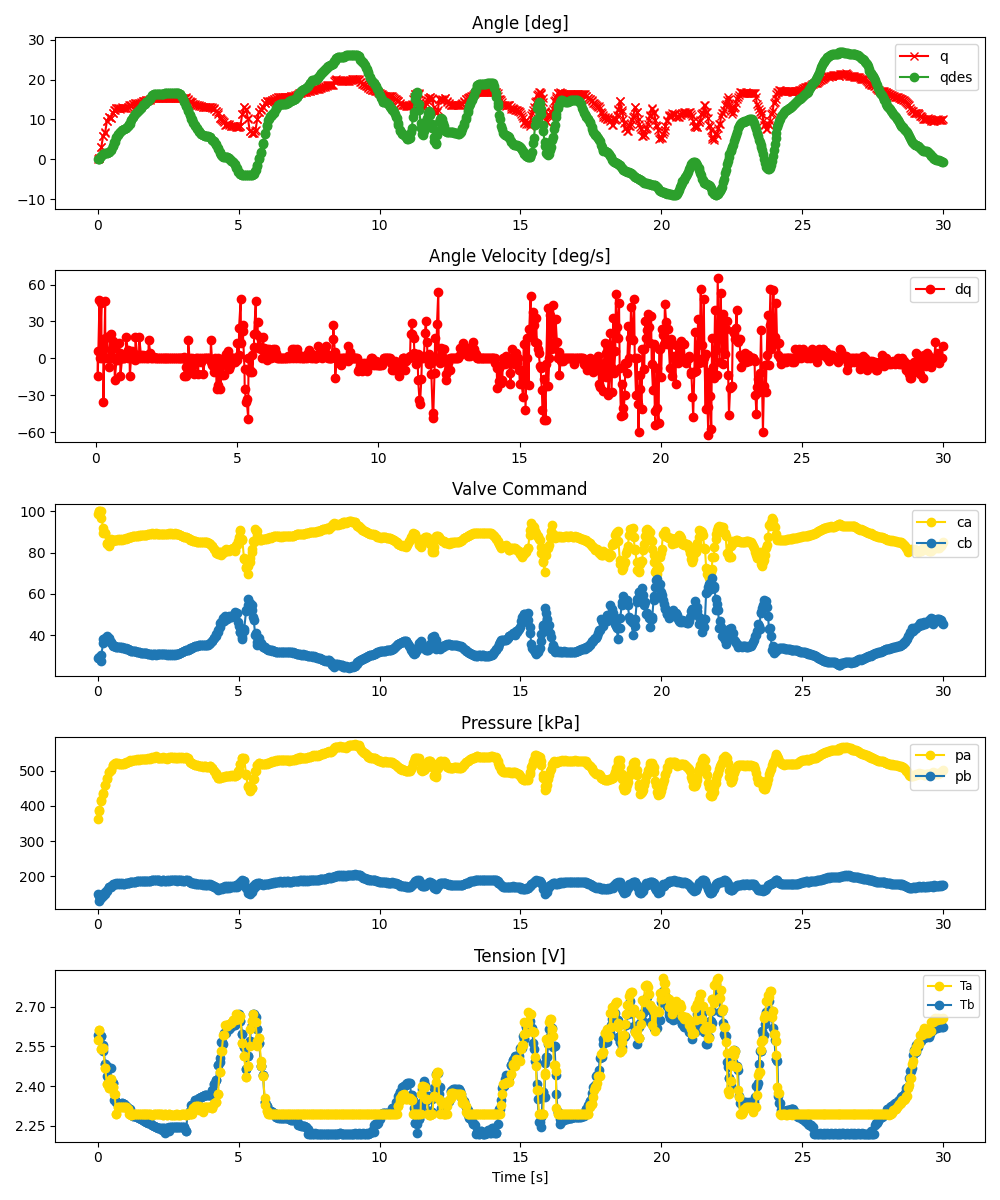 Angle [deg]
30
20
10
0
−10
q
qdes
0 5 10 15 20 25 30
Angle Velocity [deg/s]
60
30
0
−30
−60
dq
0 5 10 15 20 25 30
Valve Command
100
80
60
40
ca
cb
0 5 10 15 20 25 30
Pressure [kPa]
500
400
300
200
pa
pb
0 5 10 15 20 25 30
Tension [V]
2.70
2.55
2.40
2.25
Ta
Tb
0 5 10 15 20 25 30
Time [s]